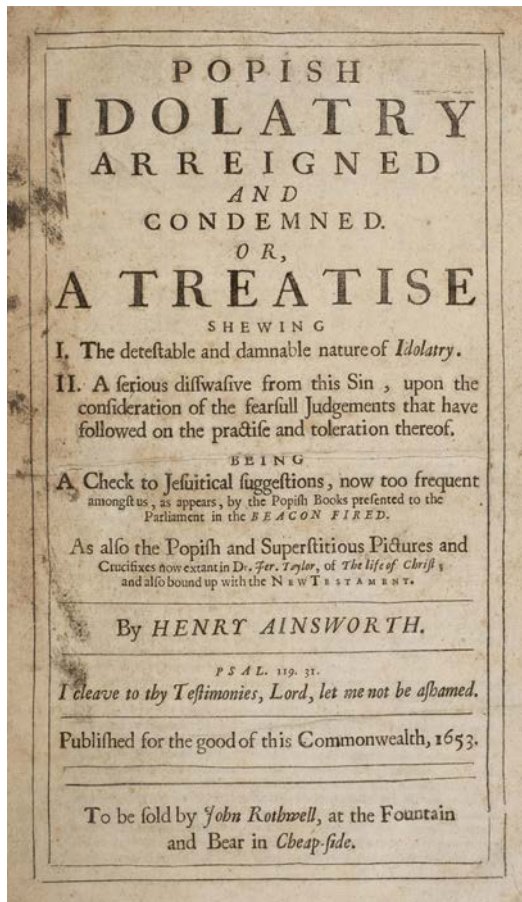 POPISH
IDOLATRY
ARREIGNED
AND
CONDEMNED.
OR,
A TREATISE
SHEWING
I. The deteſtable and damnable nature of Idolatry.
II. A ſerious diſſwaſive from this Sin , upon the
conſideration of the fearfull Judgements that have
followed on the practiſe and toleration thereof.
BEING
A Check to Jeſuitical ſuggeſtions, now too frequent
amongſt us, as appears, by the Popiſh Books preſented to the
Parliament in the BEACON FIRED.
As alſo the Popiſh and Superſtitious Pictures and
Crucifixes now extant in Dr. Jer. Taylor, of The life of Chriſt ;
and alſo bound up with the NEW TESTAMENT.
By HENRY AINSWORTH.
PSAL. 119. 31.
I cleave to thy Teſtimonies, Lord, let me not be aſhamed.
Publiſhed for the good of this Commonwealth, 1653.
To be ſold by John Rothwell, at the Fountain
and Bear in Cheap-ſide.